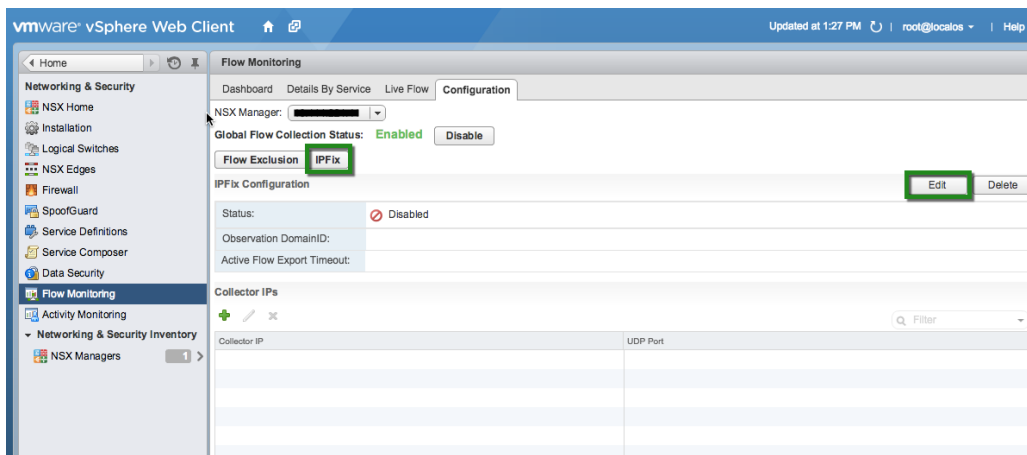 vmware® vSphere Web Client Updated at 1:27 PM | root@localos | Help
Home Flow Monitoring
Networking & Security
NSX Home
Installation
Logical Switches
NSX Edges
Firewall
SpoofGuard
Service Definitions
Service Composer
Data Security
Flow Monitoring
Activity Monitoring
Networking & Security Inventory
NSX Managers 1
Dashboard Details By Service Live Flow Configuration
NSX Manager:
Global Flow Collection Status: Enabled Disable
Flow Exclusion IPFix
IPFix Configuration Edit Delete
Status: Disabled
Observation DomainID:
Active Flow Export Timeout:
Collector IPs
Filter
Collector IP UDP Port